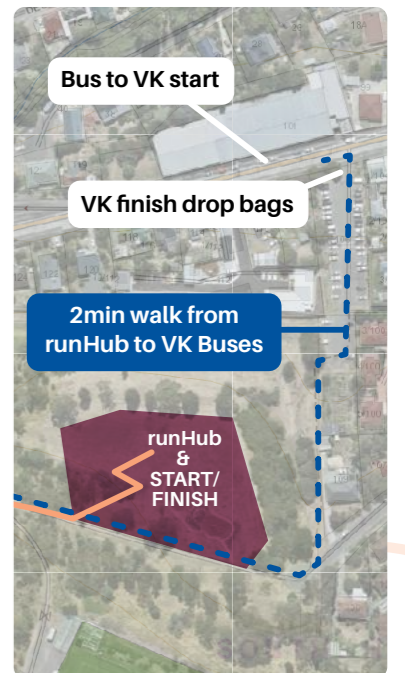 Bus to VK start
VK finish drop bags
2min walk from
runHub to VK Buses
runHub
&
START/
FINISH